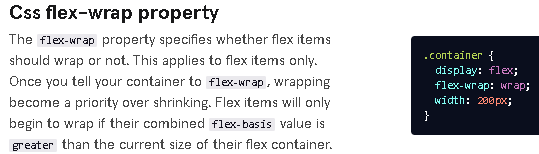 Css flex-wrap property
The flex-wrap property specifies whether flex items
should wrap or not. This applies to flex items only.
Once you tell your container to flex-wrap, wrapping
become a priority over shrinking. Flex items will only
begin to wrap if their combined flex-basis value is
greater than the current size of their flex container.
.container {
display: flex;
flex-wrap: wrap;
width: 200px;
}